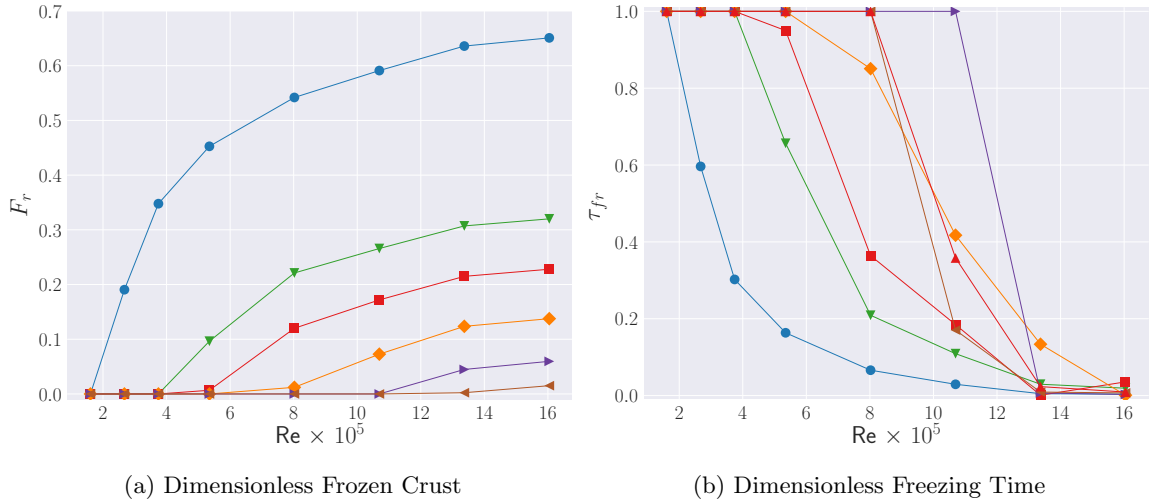 0.7
0.6
0.5
0.4
0.3
0.2
0.1
0.0
F_r
2 4 6 8 10 12 14 16
Re × 10^5
(a) Dimensionless Frozen Crust
1.0
0.8
0.6
0.4
0.2
0.0
τ_{fr}
2 4 6 8 10 12 14 16
Re × 10^5
(b) Dimensionless Freezing Time